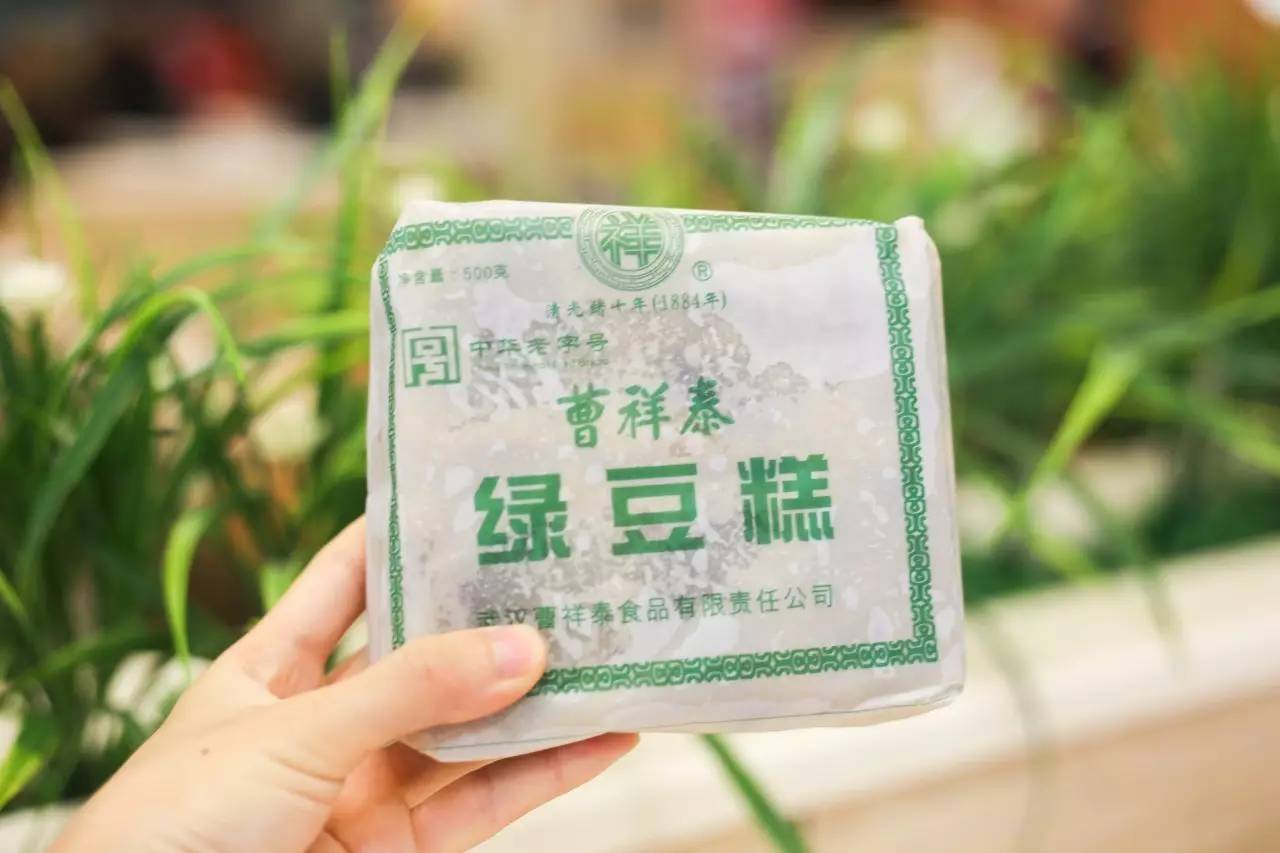 祥
®
净含量:500克
清光绪十年(1884年)
中华老字号
曹祥泰
绿豆糕
武汉曹祥泰食品有限责任公司